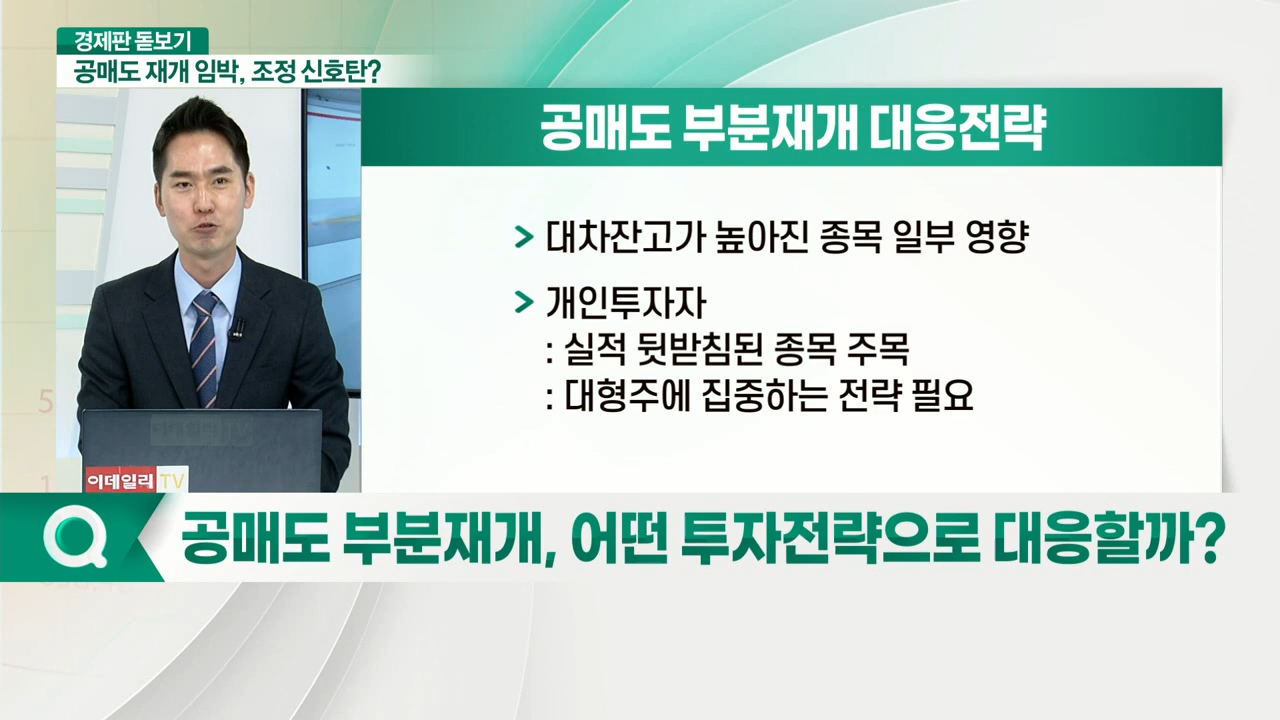 경제판 돋보기
공매도 재개 임박, 조정 신호탄?
공매도 부분재개 대응전략
> 대차잔고가 높아진 종목 일부 영향
> 개인투자자
: 실적 뒷받침된 종목 주목
: 대형주에 집중하는 전략 필요
이데일리TV
공매도 부분재개, 어떤 투자전략으로 대응할까?